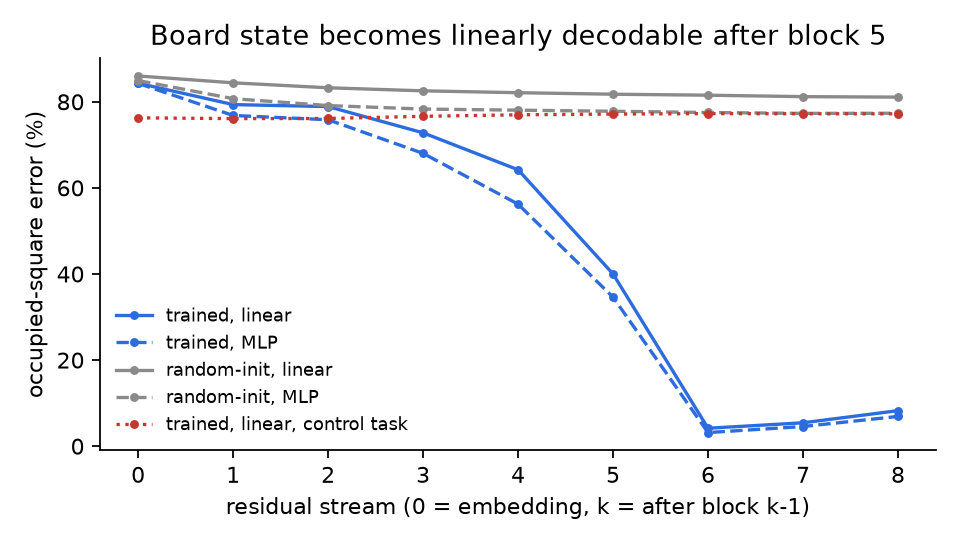 Board state becomes linearly decodable after block 5
occupied-square error (%)
80
60
40
20
0
trained, linear
trained, MLP
random-init, linear
random-init, MLP
trained, linear, control task
0 1 2 3 4 5 6 7 8
residual stream (0 = embedding, k = after block k-1)